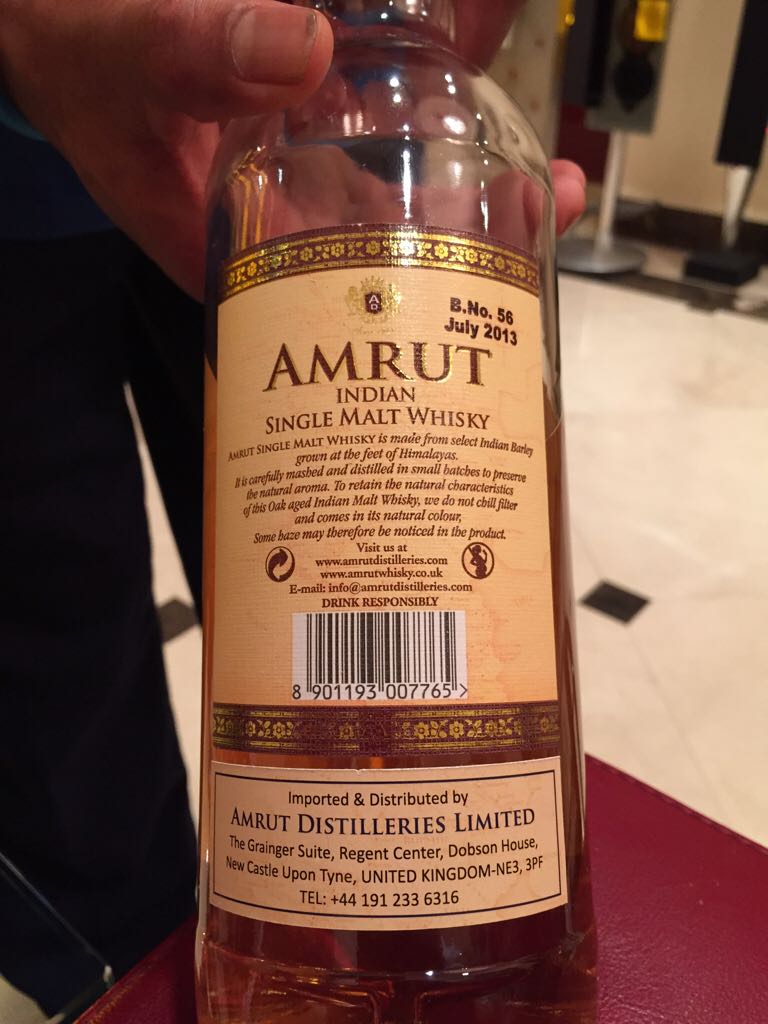 B.No. 56
July 2013
AMRUT
INDIAN
SINGLE MALT WHISKY
AMRUT SINGLE MALT WHISKY is made from select Indian Barley
grown at the feet of Himalayas.
It is carefully mashed and distilled in small batches to preserve
the natural aroma. To retain the natural characteristics
of this Oak aged Indian Malt Whisky, we do not chill filter
and comes in its natural colour,
Some haze may therefore be noticed in the product.
Visit us at
www.amrutdistilleries.com
www.amrutwhisky.co.uk
E-mail: info@amrutdistilleries.com
DRINK RESPONSIBLY
8 901193 007765 >
Imported & Distributed by
AMRUT DISTILLERIES LIMITED
The Grainger Suite, Regent Center, Dobson House,
New Castle Upon Tyne, UNITED KINGDOM-NE3, 3PF
TEL: +44 191 233 6316